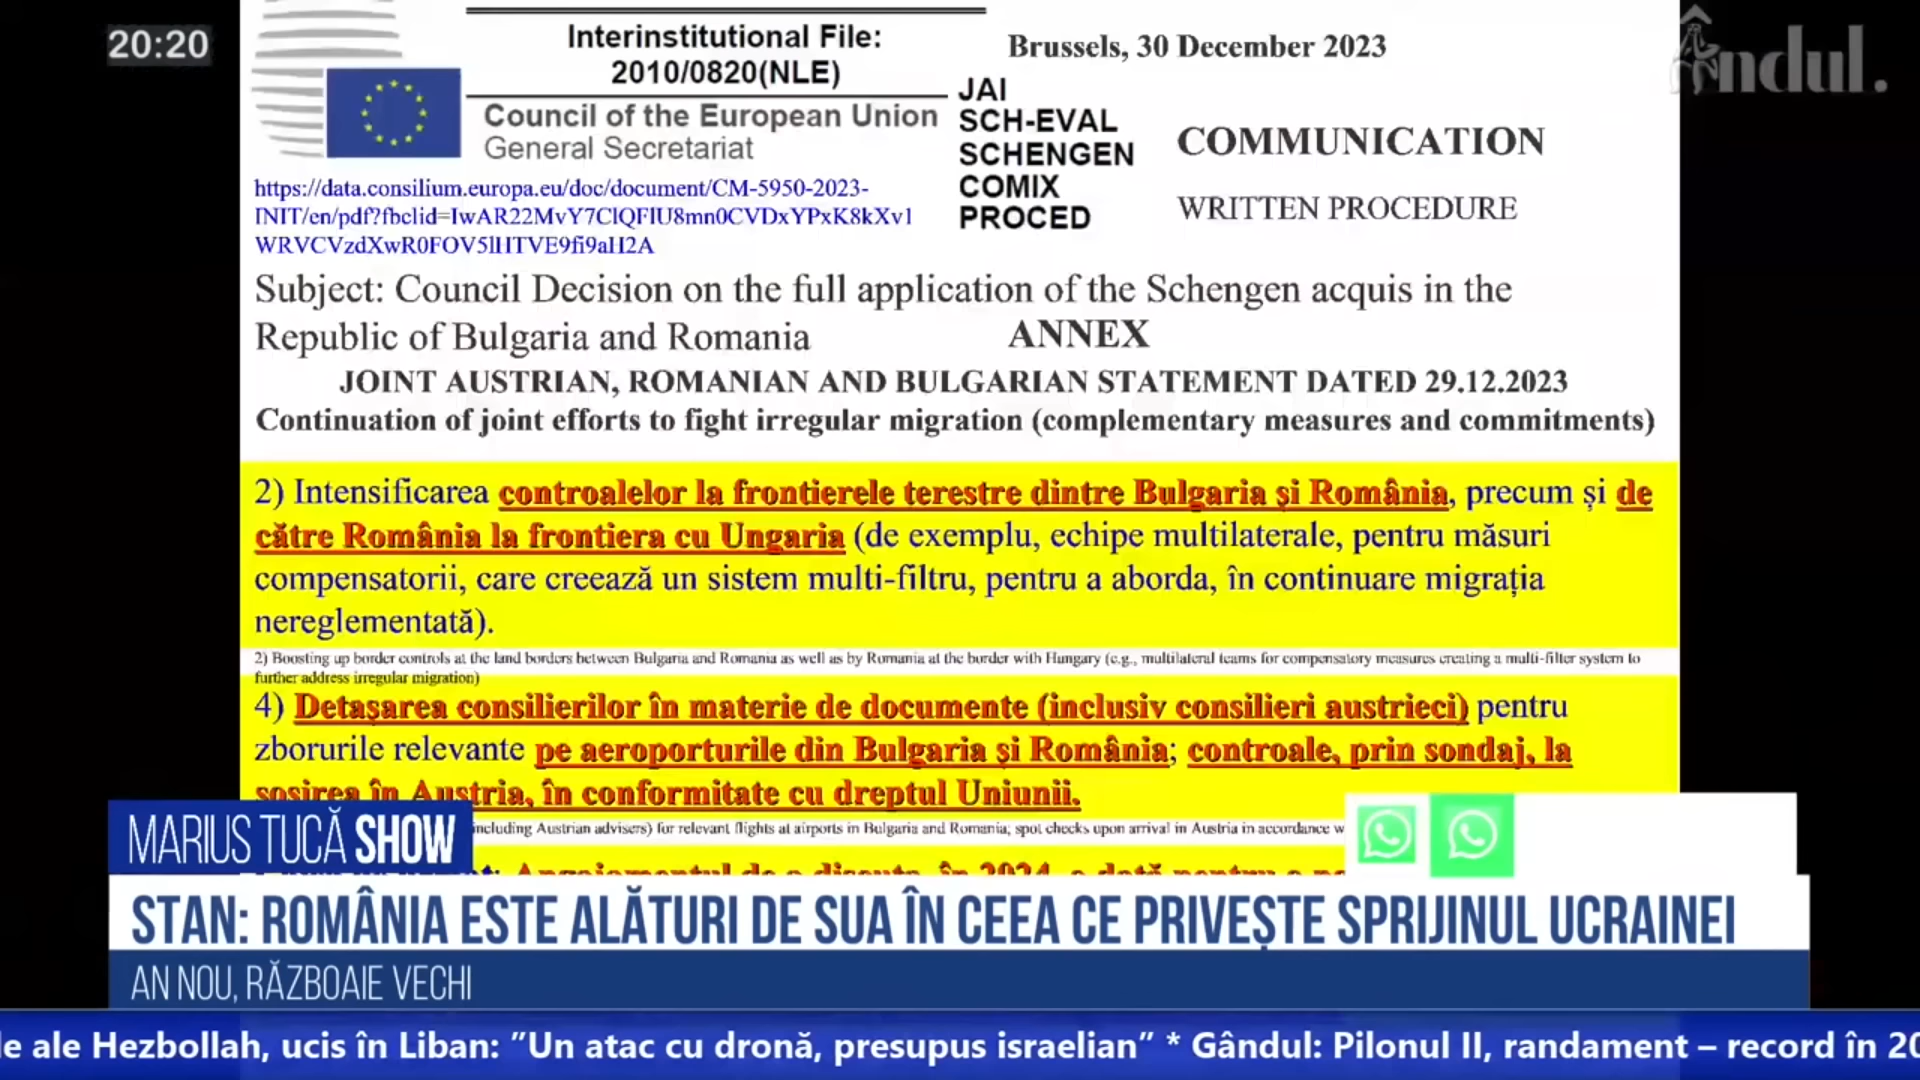 20:20
Interinstitutional File:
2010/0820(NLE)
Council of the European Union
General Secretariat
https://data.consilium.europa.eu/doc/document/CM-5950-2023-
INIT/en/pdf?fbclid=IwAR22MvY7ClQFlU8mn0CVDxYPxK8kXv1
WRVCVzdXwR0FOV5lHTVE9fi9aH2A
Brussels, 30 December 2023
JAI
SCH-EVAL
SCHENGEN
COMIX
PROCED
COMMUNICATION
WRITTEN PROCEDURE
ândul.
Subject: Council Decision on the full application of the Schengen acquis in the
Republic of Bulgaria and Romania
ANNEX
JOINT AUSTRIAN, ROMANIAN AND BULGARIAN STATEMENT DATED 29.12.2023
Continuation of joint efforts to fight irregular migration (complementary measures and commitments)
2) Intensificarea controalelor la frontierele terestre dintre Bulgaria și România, precum și de
către România la frontiera cu Ungaria (de exemplu, echipe multilaterale, pentru măsuri
compensatorii, care creează un sistem multi-filtru, pentru a aborda, în continuare migrația
nereglementată).
2) Boosting up border controls at the land borders between Bulgaria and Romania as well as by Romania at the border with Hungary (e.g., multilateral teams for compensatory measures creating a multi-filter system to
further address irregular migration)
4) Detașarea consilierilor în materie de documente (inclusiv consilieri austrieci) pentru
zborurile relevante pe aeroporturile din Bulgaria și România; controale, prin sondaj, la
sosirea în Austria, în conformitate cu dreptul Uniunii.
including Austrian advisers) for relevant flights at airports in Bulgaria and Romania; spot checks upon arrival in Austria in accordance w
Angajamentul de a discuta, în 2024, o dată pentru o
MARIUS TUCĂ SHOW
STAN: ROMÂNIA ESTE ALĂTURI DE SUA ÎN CEEA CE PRIVEȘTE SPRIJINUL UCRAINEI
AN NOU, RĂZBOAIE VECHI
le ale Hezbollah, ucis în Liban: ”Un atac cu dronă, presupus israelian” * Gândul: Pilonul II, randament – record în 20